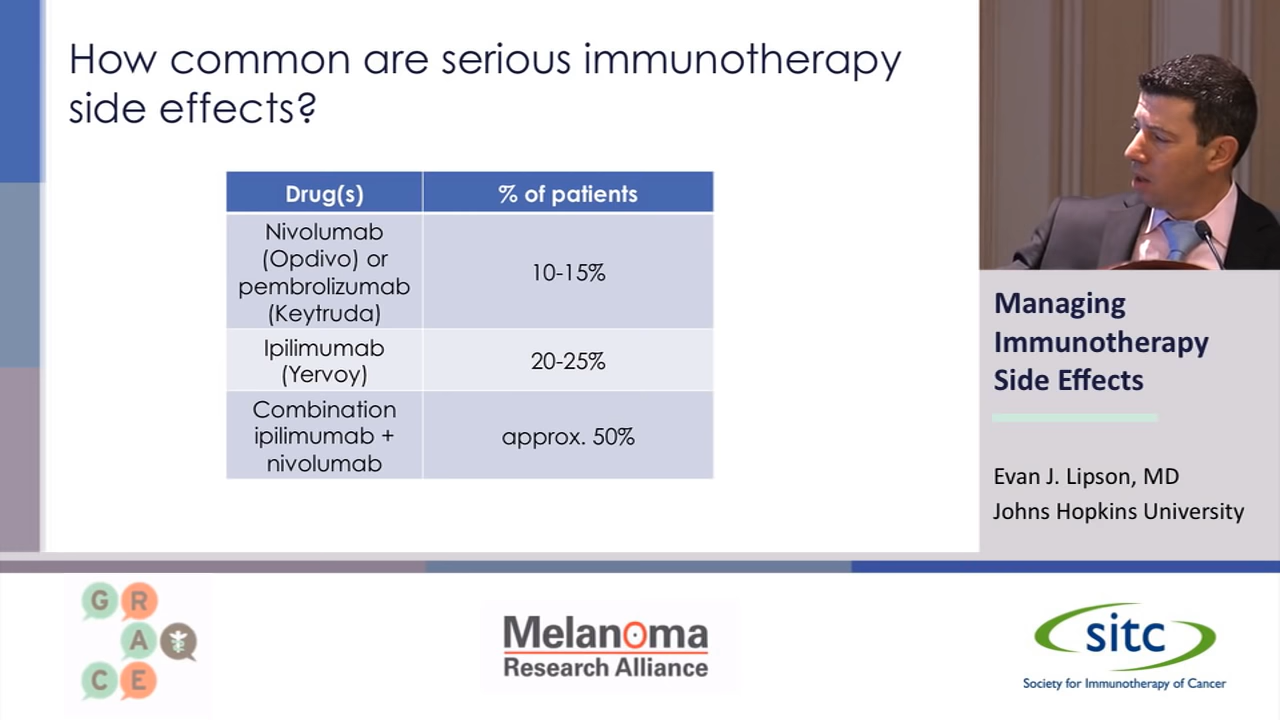 How common are serious immunotherapy
side effects?
Drug(s)
% of patients
Nivolumab
(Opdivo) or
pembrolizumab
(Keytruda)
10-15%
Ipilimumab
(Yervoy)
20-25%
Combination
ipilimumab +
nivolumab
approx. 50%
Managing
Immunotherapy
Side Effects
Evan J. Lipson, MD
Johns Hopkins University
G R
A
C E
Melanoma
Research Alliance
sitc
Society for Immunotherapy of Cancer